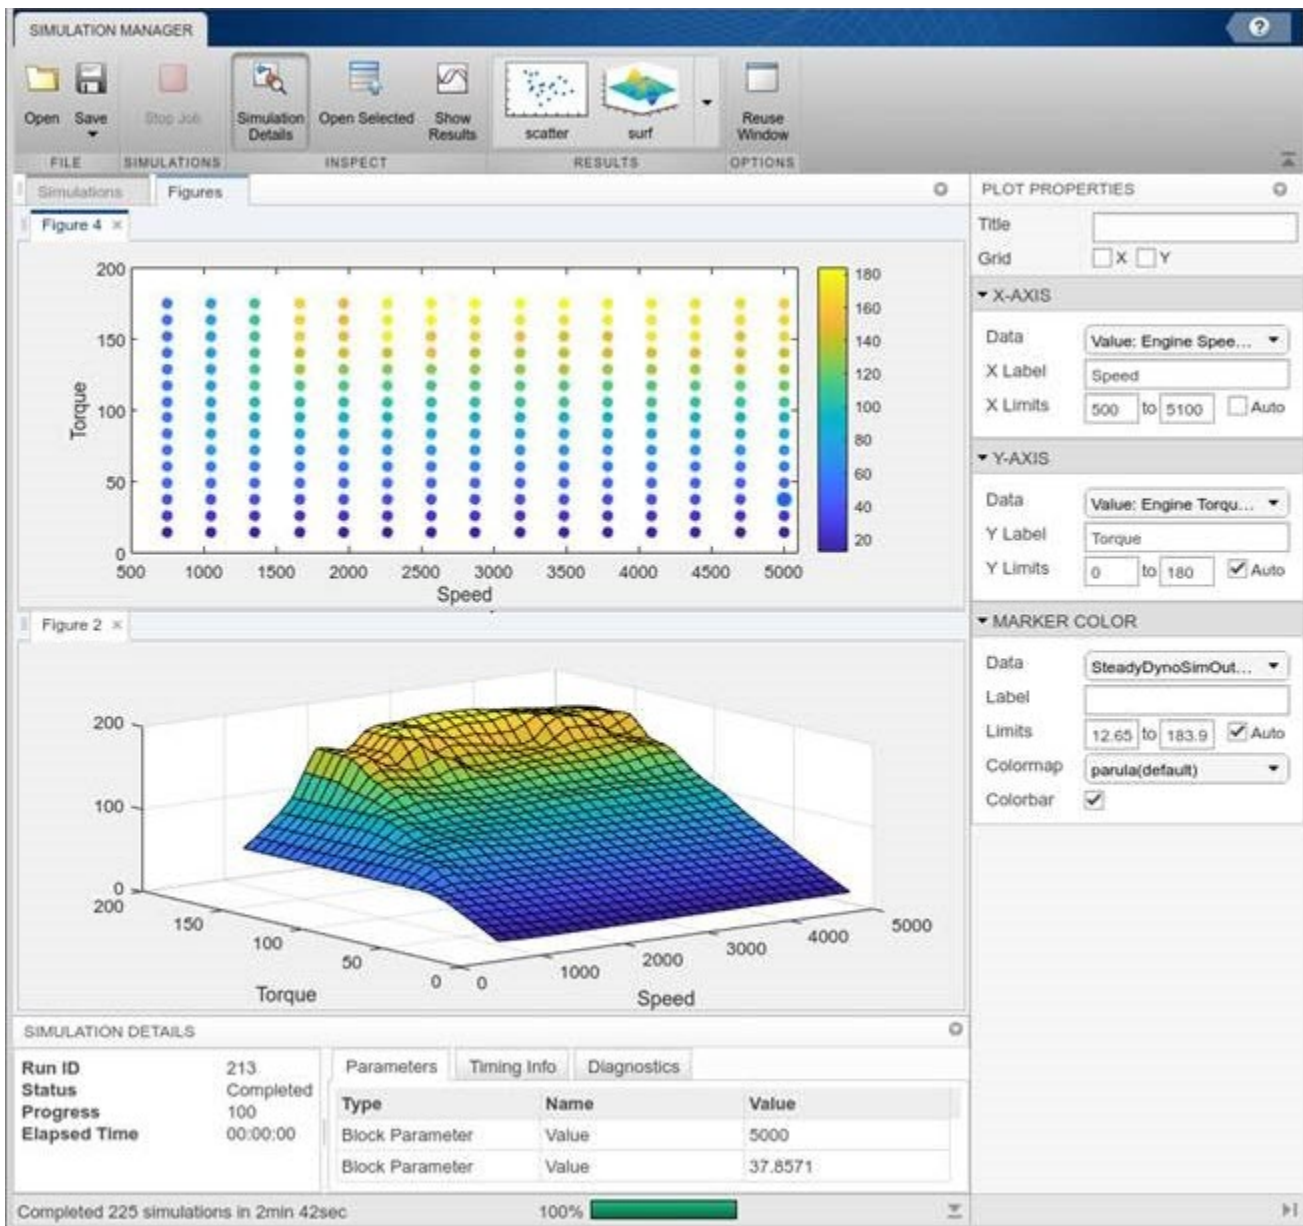 SIMULATION MANAGER
?
Open Save Stop Job Simulation Details Open Selected Show Results scatter surf Reuse Window
FILE SIMULATIONS INSPECT RESULTS OPTIONS
Simulations Figures
Figure 4 ×
200
150
100
50
0
Torque
500 1000 1500 2000 2500 3000 3500 4000 4500 5000
Speed
180
160
140
120
100
80
60
40
20
Figure 2 ×
200
100
0
200 150 100 50 0
Torque
0 1000 2000 3000 4000 5000
Speed
PLOT PROPERTIES
Title
Grid X Y
X-AXIS
Data Value: Engine Spee...
X Label Speed
X Limits 500 to 5100 Auto
Y-AXIS
Data Value: Engine Torqu...
Y Label Torque
Y Limits 0 to 180 Auto
MARKER COLOR
Data SteadyDynoSimOut...
Label
Limits 12.65 to 183.9 Auto
Colormap parula(default)
Colorbar
SIMULATION DETAILS
Run ID 213
Status Completed
Progress 100
Elapsed Time 00:00:00
Parameters Timing Info Diagnostics
Type Name Value
Block Parameter Value 5000
Block Parameter Value 37.8571
Completed 225 simulations in 2min 42sec 100%